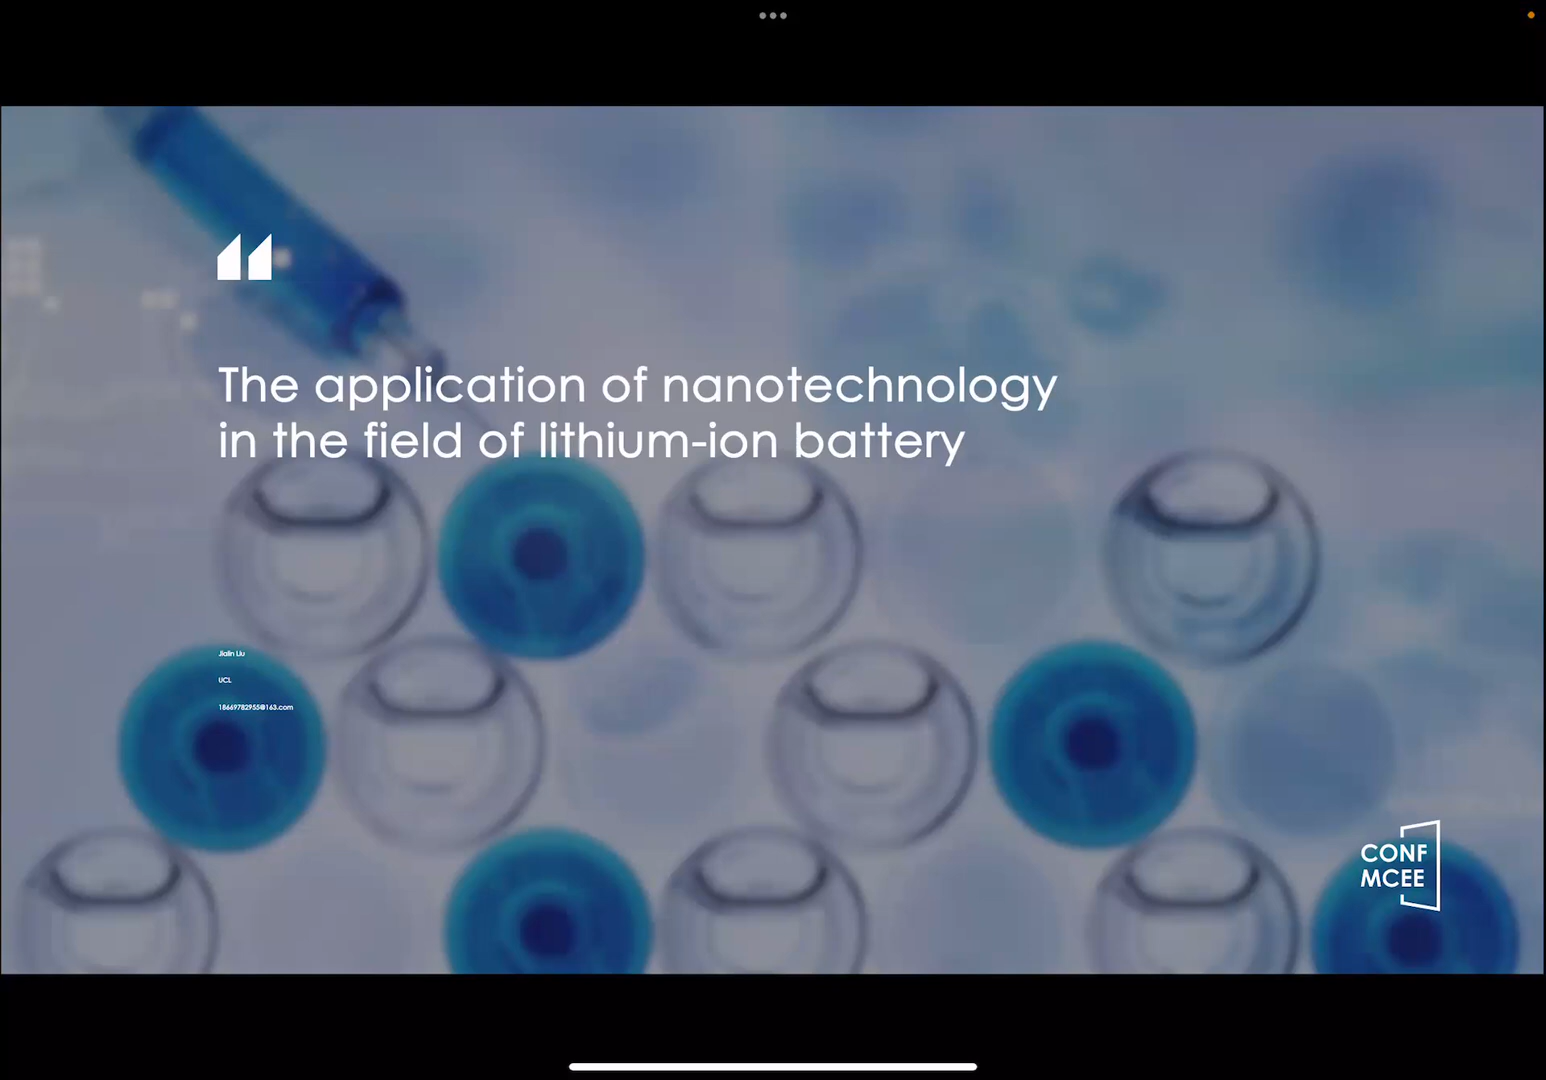 The application of nanotechnology
in the field of lithium-ion battery
Jialin Liu
UCL
18669782955@163.com
CONF
MCEE